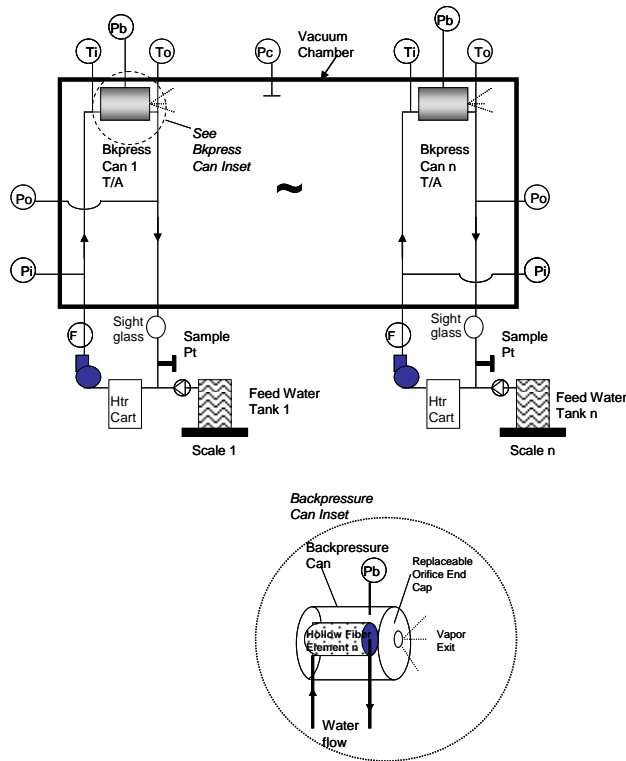 Vacuum
Chamber
Pb
Ti
To
Pc
Pb
Ti
To
See
Bkpress
Can Inset
Bkpress
Can 1
T/A
Bkpress
Can n
T/A
~
Po
Po
Pi
Pi
F
Sight
glass
Sample
Pt
F
Sight
glass
Sample
Pt
Htr
Cart
Feed Water
Tank 1
Htr
Cart
Feed Water
Tank n
Scale 1
Scale n
Backpressure
Can Inset
Backpressure
Can
Pb
Replaceable
Orifice End
Cap
Hollow Fiber
Element n
Vapor
Exit
Water
flow